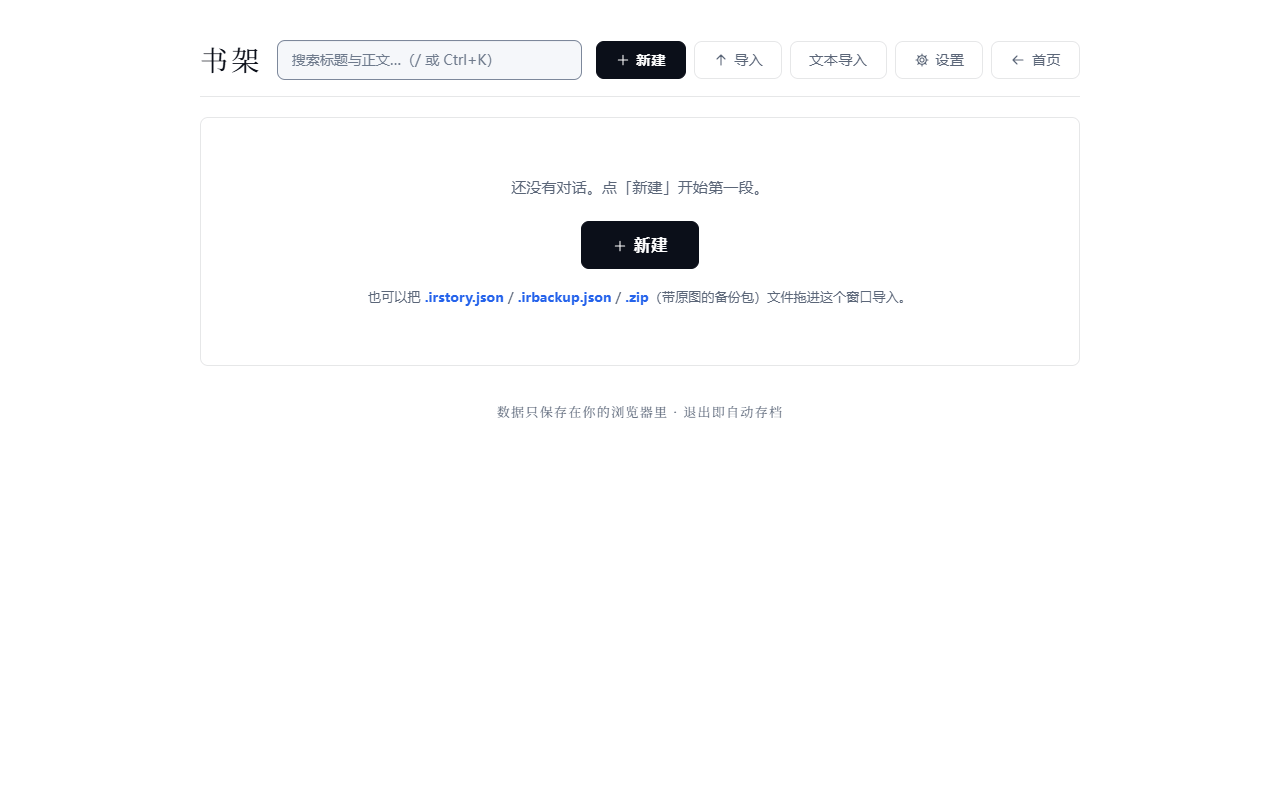 书架
搜索标题与正文…（/ 或 Ctrl+K）
＋ 新建
↑ 导入
文本导入
⚙ 设置
← 首页
还没有对话。点「新建」开始第一段。
＋ 新建
也可以把 .irstory.json / .irbackup.json / .zip（带原图的备份包）文件拖进这个窗口导入。
数据只保存在你的浏览器里 · 退出即自动存档